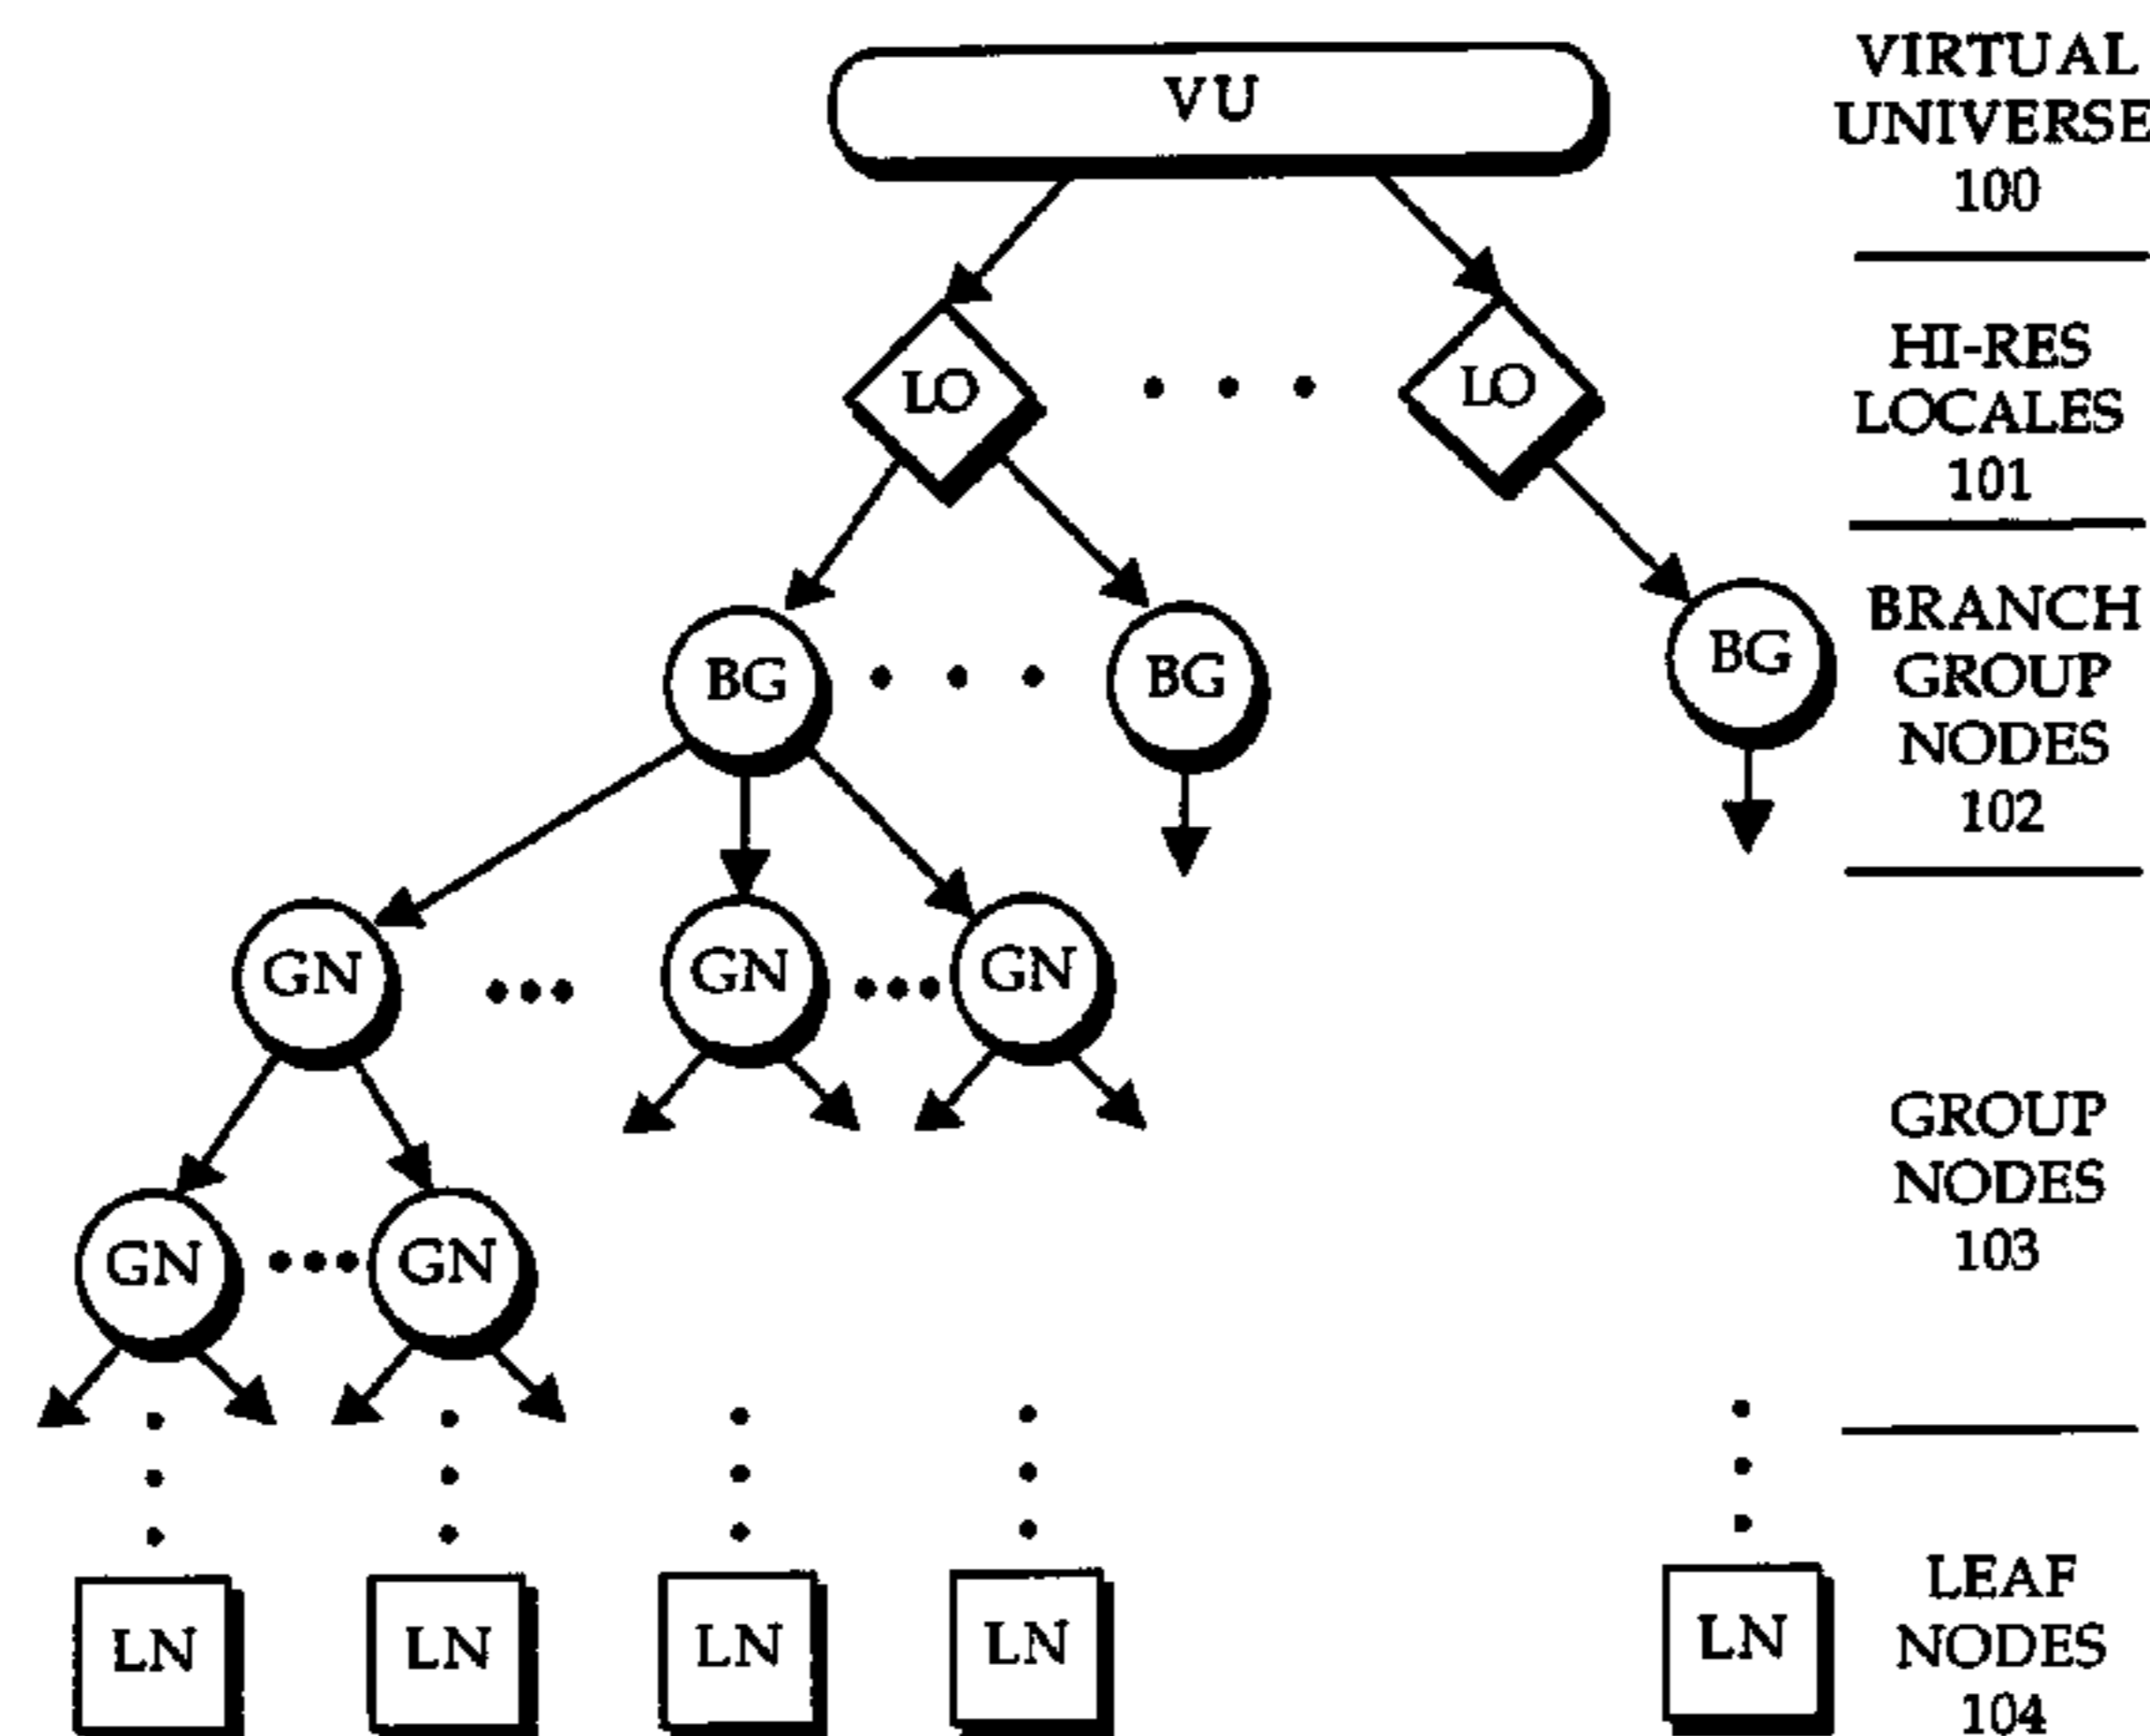 VU
VIRTUAL
UNIVERSE
100
LO
LO
HI-RES
LOCALES
101
BG
BG
BG
BRANCH
GROUP
NODES
102
GN
GN
GN
GN
GN
GROUP
NODES
103
LN
LN
LN
LN
LN
LEAF
NODES
104